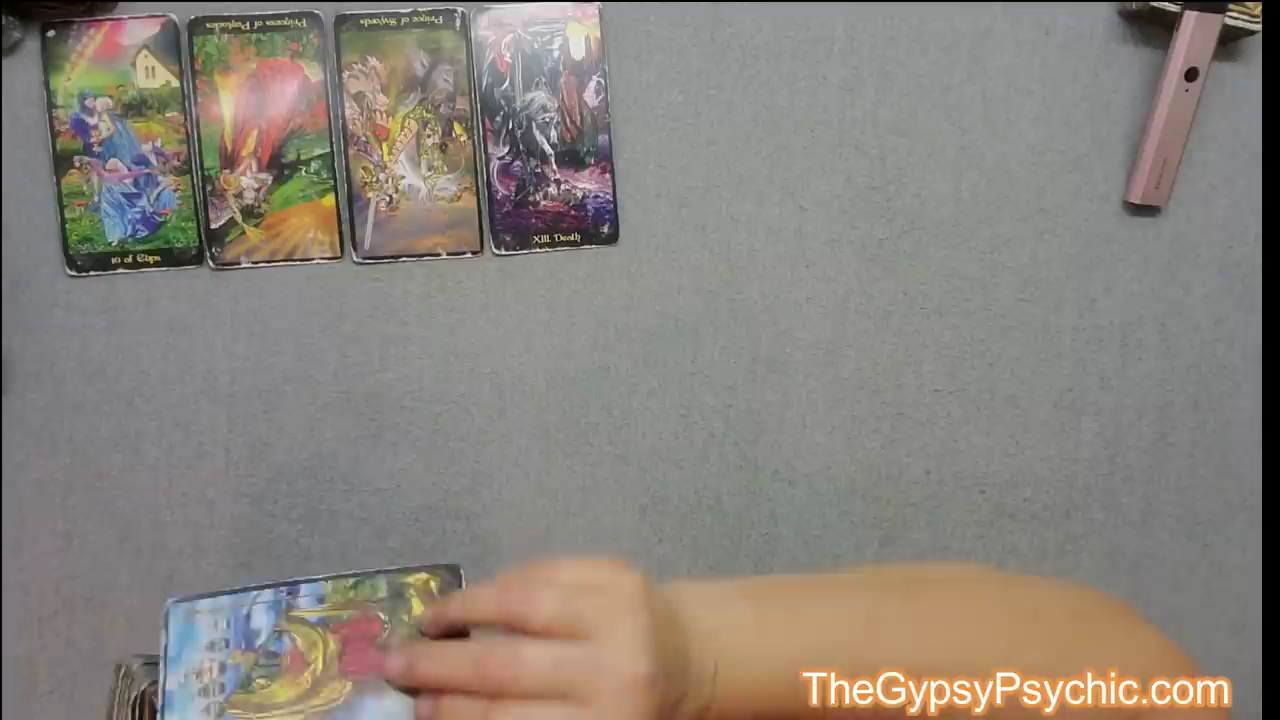 10 of Cups
Princess of Pentacles
Prince of Swords
XIII. Death
TheGypsyPsychic.com